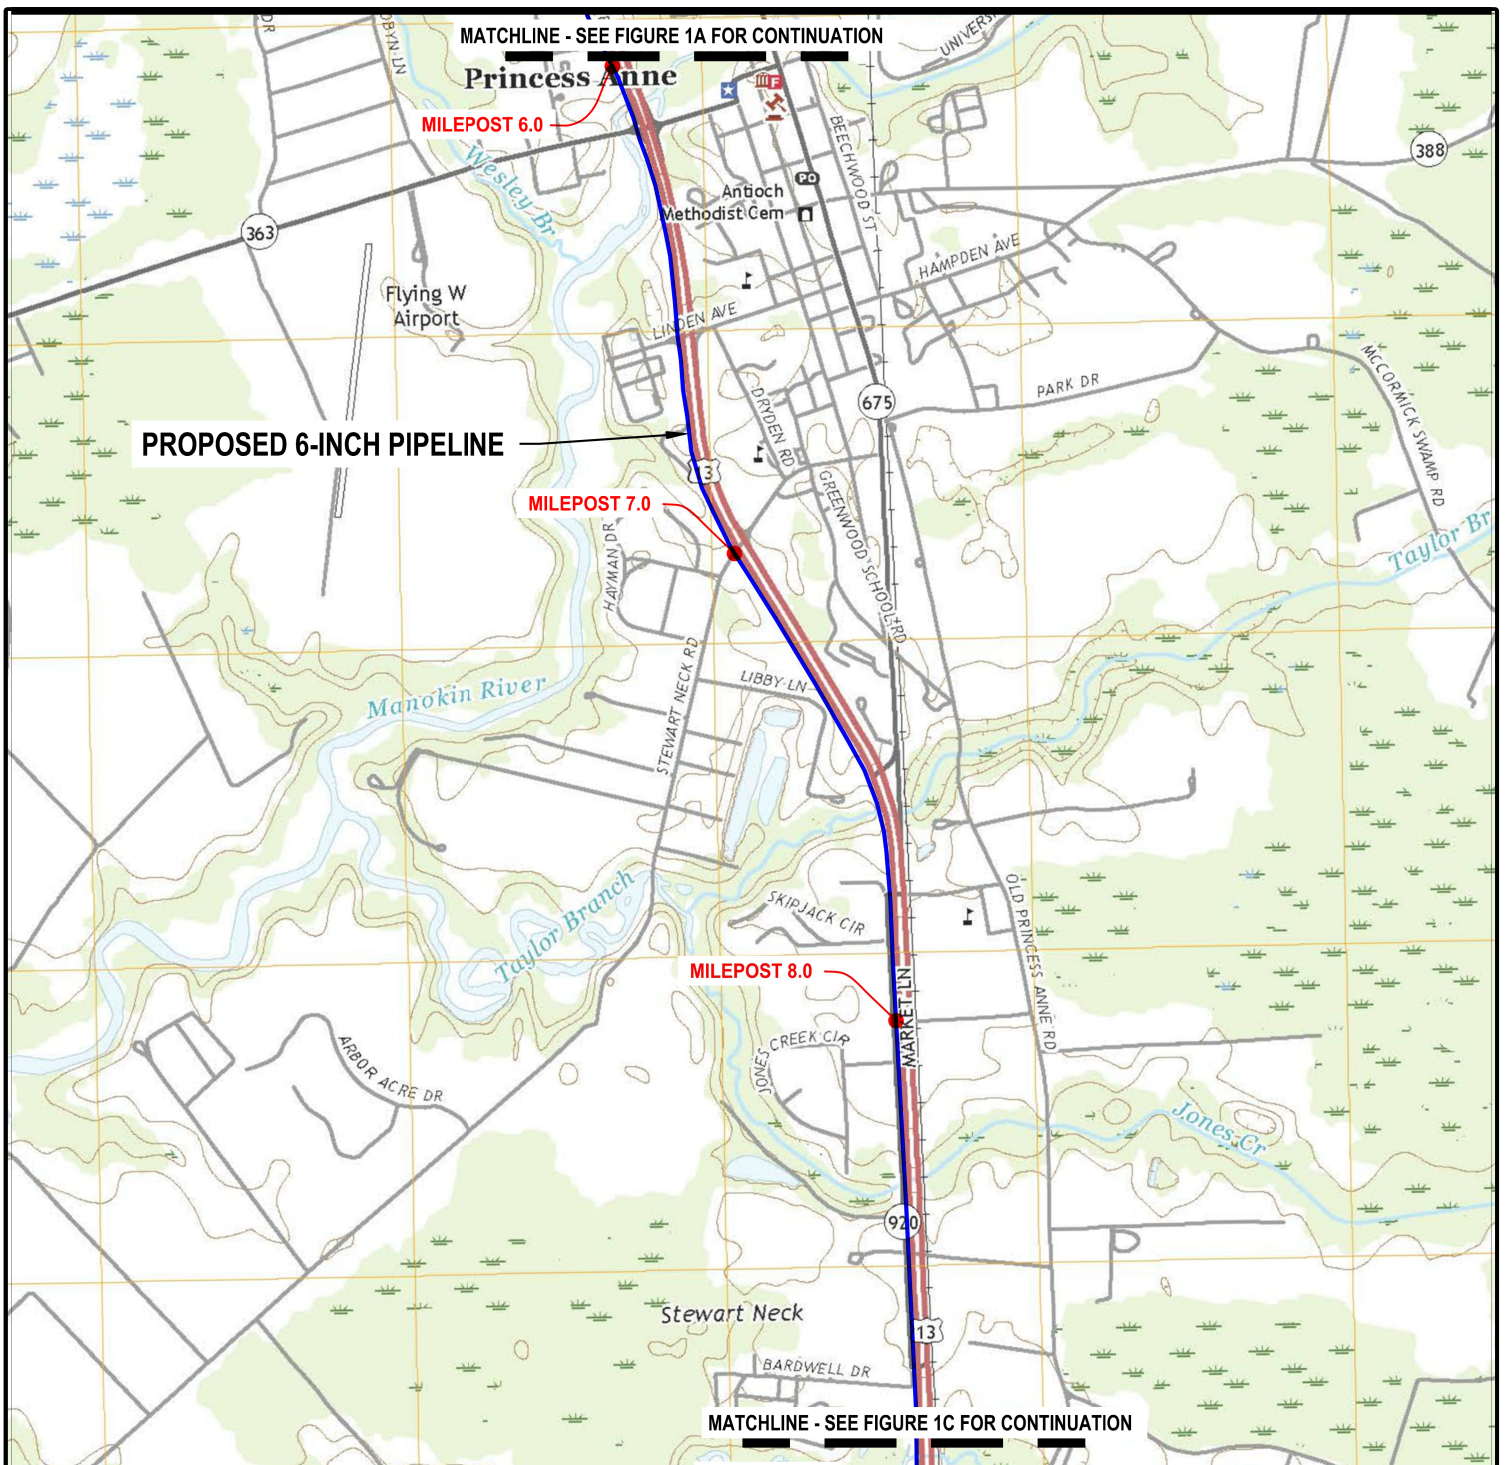 MATCHLINE - SEE FIGURE 1A FOR CONTINUATION
DR
OBYN LN
Princess Anne
F
MILEPOST 6.0
BEECHWOOD ST
388
Wesley Br
PO
Antioch
Methodist Cem
363
HAMPDEN AVE
Flying W
Airport
LINDEN AVE
MCCORMICK SWAMP RD
PARK DR
675
DRYDEN RD
PROPOSED 6-INCH PIPELINE
13
MILEPOST 7.0
GREENWOOD SCHOOL RD
HAYMAN DR
Taylor Br
STEWART NECK RD
LIBBY LN
Manokin River
Taylor Branch
SKIPJACK CIR
OLD PRINCESS ANNE RD
MILEPOST 8.0
MARKET LN
JONES CREEK CIR
ARBOR ACRE DR
Jones Cr
920
Stewart Neck
13
BARDWELL DR
MATCHLINE - SEE FIGURE 1C FOR CONTINUATION